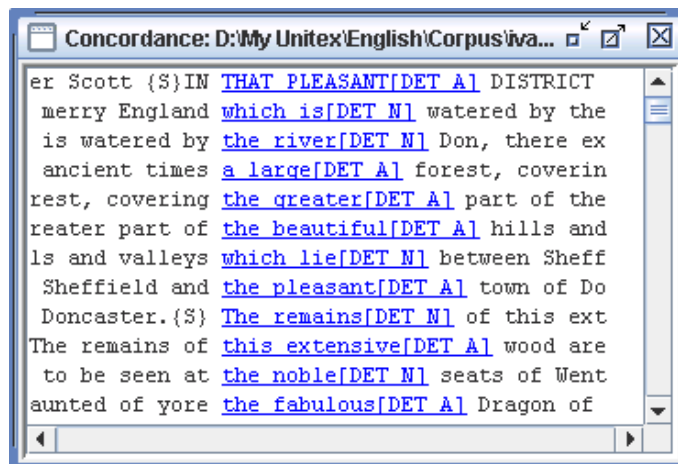 Concordance: D:\My Unitex\English\Corpus\iva...
er Scott {S}IN THAT PLEASANT[DET A] DISTRICT
merry England which is[DET N] watered by the
is watered by the river[DET N] Don, there ex
ancient times a large[DET A] forest, coverin
rest, covering the greater[DET A] part of the
reater part of the beautiful[DET A] hills and
ls and valleys which lie[DET N] between Sheff
Sheffield and the pleasant[DET A] town of Do
Doncaster.{S} The remains[DET N] of this ext
The remains of this extensive[DET A] wood are
to be seen at the noble[DET N] seats of Went
aunted of yore the fabulous[DET A] Dragon of